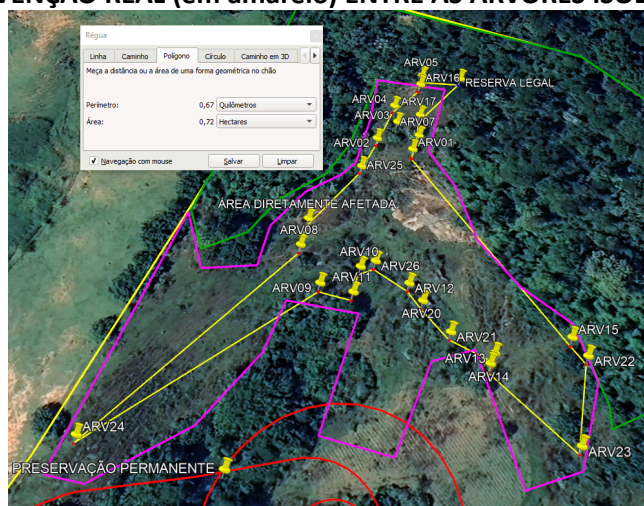 VENÇÃO REAL (em amarelo) ENTRE AS ÁRVORES
Régua
Linha Caminho Polígono Círculo Caminho em 3D
Meça a distância ou a área de uma forma geométrica no chão
Perímetro: 0,67 Quilômetros
Área: 0,72 Hectares
Navegação com mouse Salvar Limpar
ARV05
ARV16
RESERVA LEGAL
ARV04
ARV17
ARV03
ARV07
ARV02
ARV01
ARV25
ÁREA DIRETAMENTE AFETADA
ARV08
ARV10
ARV26
ARV11
ARV09
ARV12
ARV20
ARV21
ARV15
ARV13
ARV22
ARV14
ARV24
ARV23
PRESERVAÇÃO PERMANENTE